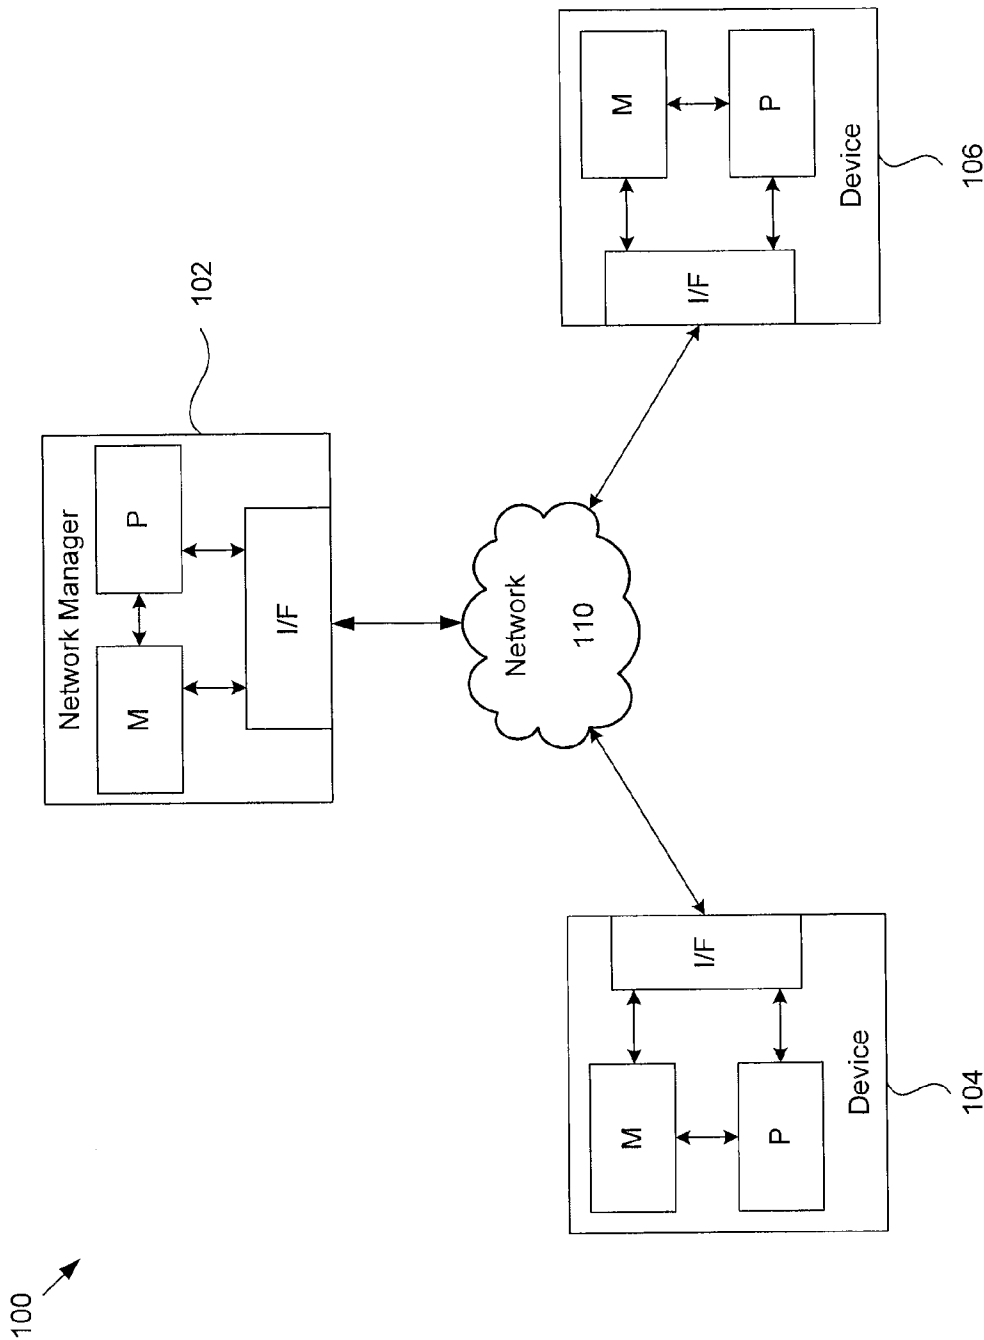 100
102
Network Manager
M
P
I/F
Network
110
Device
M
P
I/F
104
Device
M
P
I/F
106